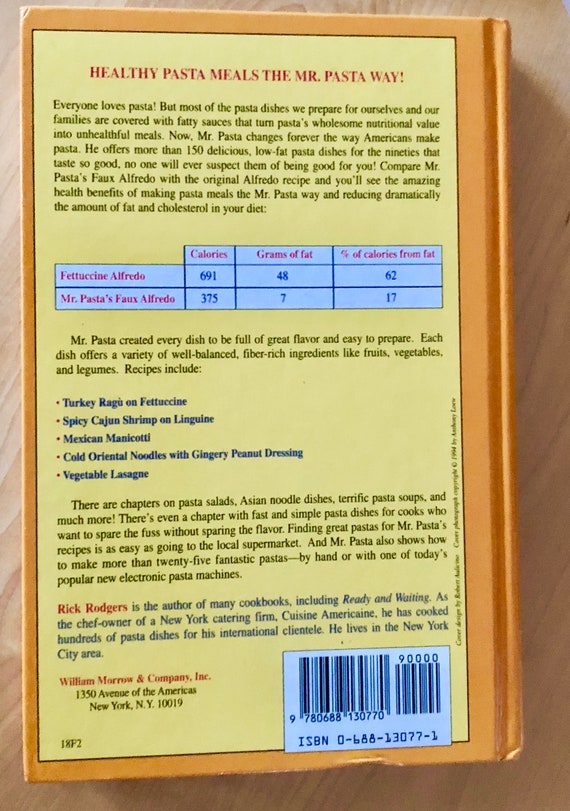 HEALTHY PASTA MEALS THE MR. PASTA WAY!
Everyone loves pasta! But most of the pasta dishes we prepare for ourselves and our
families are covered with fatty sauces that turn pasta's wholesome nutritional value
into unhealthful meals. Now, Mr. Pasta changes forever the way Americans make
pasta. He offers more than 150 delicious, low-fat pasta dishes for the nineties that
taste so good, no one will ever suspect them of being good for you! Compare Mr.
Pasta's Faux Alfredo with the original Alfredo recipe and you'll see the amazing
health benefits of making pasta meals the Mr. Pasta way and reducing dramatically
the amount of fat and cholesterol in your diet:
Calories Grams of fat % of calories from fat
Fettuccine Alfredo 691 48 62
Mr. Pasta's Faux Alfredo 375 7 17
Mr. Pasta created every dish to be full of great flavor and easy to prepare. Each
dish offers a variety of well-balanced, fiber-rich ingredients like fruits, vegetables,
and legumes. Recipes include:
• Turkey Ragù on Fettuccine
• Spicy Cajun Shrimp on Linguine
• Mexican Manicotti
• Cold Oriental Noodles with Gingery Peanut Dressing
• Vegetable Lasagne
There are chapters on pasta salads, Asian noodle dishes, terrific pasta soups, and
much more! There's even a chapter with fast and simple pasta dishes for cooks who
want to spare the fuss without sparing the flavor. Finding great pastas for Mr. Pasta's
recipes is as easy as going to the local supermarket. And Mr. Pasta also shows how
to make more than twenty-five fantastic pastas—by hand or with one of today's
popular new electronic pasta machines.
Rick Rodgers is the author of many cookbooks, including Ready and Waiting. As
the chef-owner of a New York catering firm, Cuisine Americaine, he has cooked
hundreds of pasta dishes for his international clientele. He lives in the New York
City area.
William Morrow & Company, Inc.
1350 Avenue of the Americas
New York, N.Y. 10019
18F2
90000
9 780688 130770
ISBN 0-688-13077-1
Cover design by Robert Aulicino Cover photograph copyright © 1994 by Anthony Loew